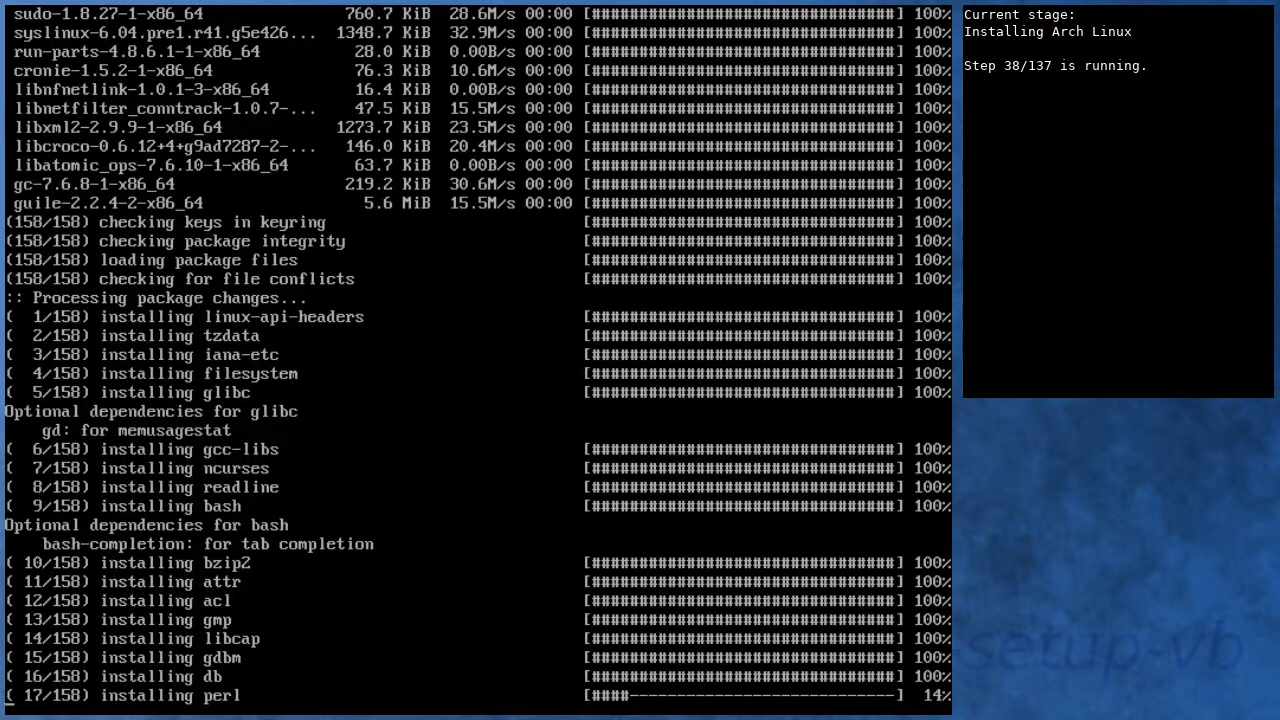 sudo-1.8.27-1-x86_64 760.7 KiB 28.6M/s 00:00 [################################] 100%
syslinux-6.04.pre1.r41.g5e426... 1348.7 KiB 32.9M/s 00:00 [################################] 100%
run-parts-4.8.6.1-1-x86_64 28.0 KiB 0.00B/s 00:00 [################################] 100%
cronie-1.5.2-1-x86_64 76.3 KiB 10.6M/s 00:00 [################################] 100%
libnfnetlink-1.0.1-3-x86_64 16.4 KiB 0.00B/s 00:00 [################################] 100%
libnetfilter_conntrack-1.0.7-... 47.5 KiB 15.5M/s 00:00 [################################] 100%
libxml2-2.9.9-1-x86_64 1273.7 KiB 23.5M/s 00:00 [################################] 100%
libcroco-0.6.12+4+g9ad7287-2-... 146.0 KiB 20.4M/s 00:00 [################################] 100%
libatomic_ops-7.6.10-1-x86_64 63.7 KiB 0.00B/s 00:00 [################################] 100%
gc-7.6.8-1-x86_64 219.2 KiB 30.6M/s 00:00 [################################] 100%
guile-2.2.4-2-x86_64 5.6 MiB 15.5M/s 00:00 [################################] 100%
(158/158) checking keys in keyring [################################] 100%
(158/158) checking package integrity [################################] 100%
(158/158) loading package files [################################] 100%
(158/158) checking for file conflicts [################################] 100%
:: Processing package changes...
( 1/158) installing linux-api-headers [################################] 100%
( 2/158) installing tzdata [################################] 100%
( 3/158) installing iana-etc [################################] 100%
( 4/158) installing filesystem [################################] 100%
( 5/158) installing glibc [################################] 100%
Optional dependencies for glibc
gd: for memusagestat
( 6/158) installing gcc-libs [################################] 100%
( 7/158) installing ncurses [################################] 100%
( 8/158) installing readline [################################] 100%
( 9/158) installing bash [################################] 100%
Optional dependencies for bash
bash-completion: for tab completion
( 10/158) installing bzip2 [################################] 100%
( 11/158) installing attr [################################] 100%
( 12/158) installing acl [################################] 100%
( 13/158) installing gmp [################################] 100%
( 14/158) installing libcap [################################] 100%
( 15/158) installing gdbm [################################] 100%
( 16/158) installing db [################################] 100%
( 17/158) installing perl [####----------------------------] 14%
Current stage:
Installing Arch Linux
Step 38/137 is running.
setup-vb